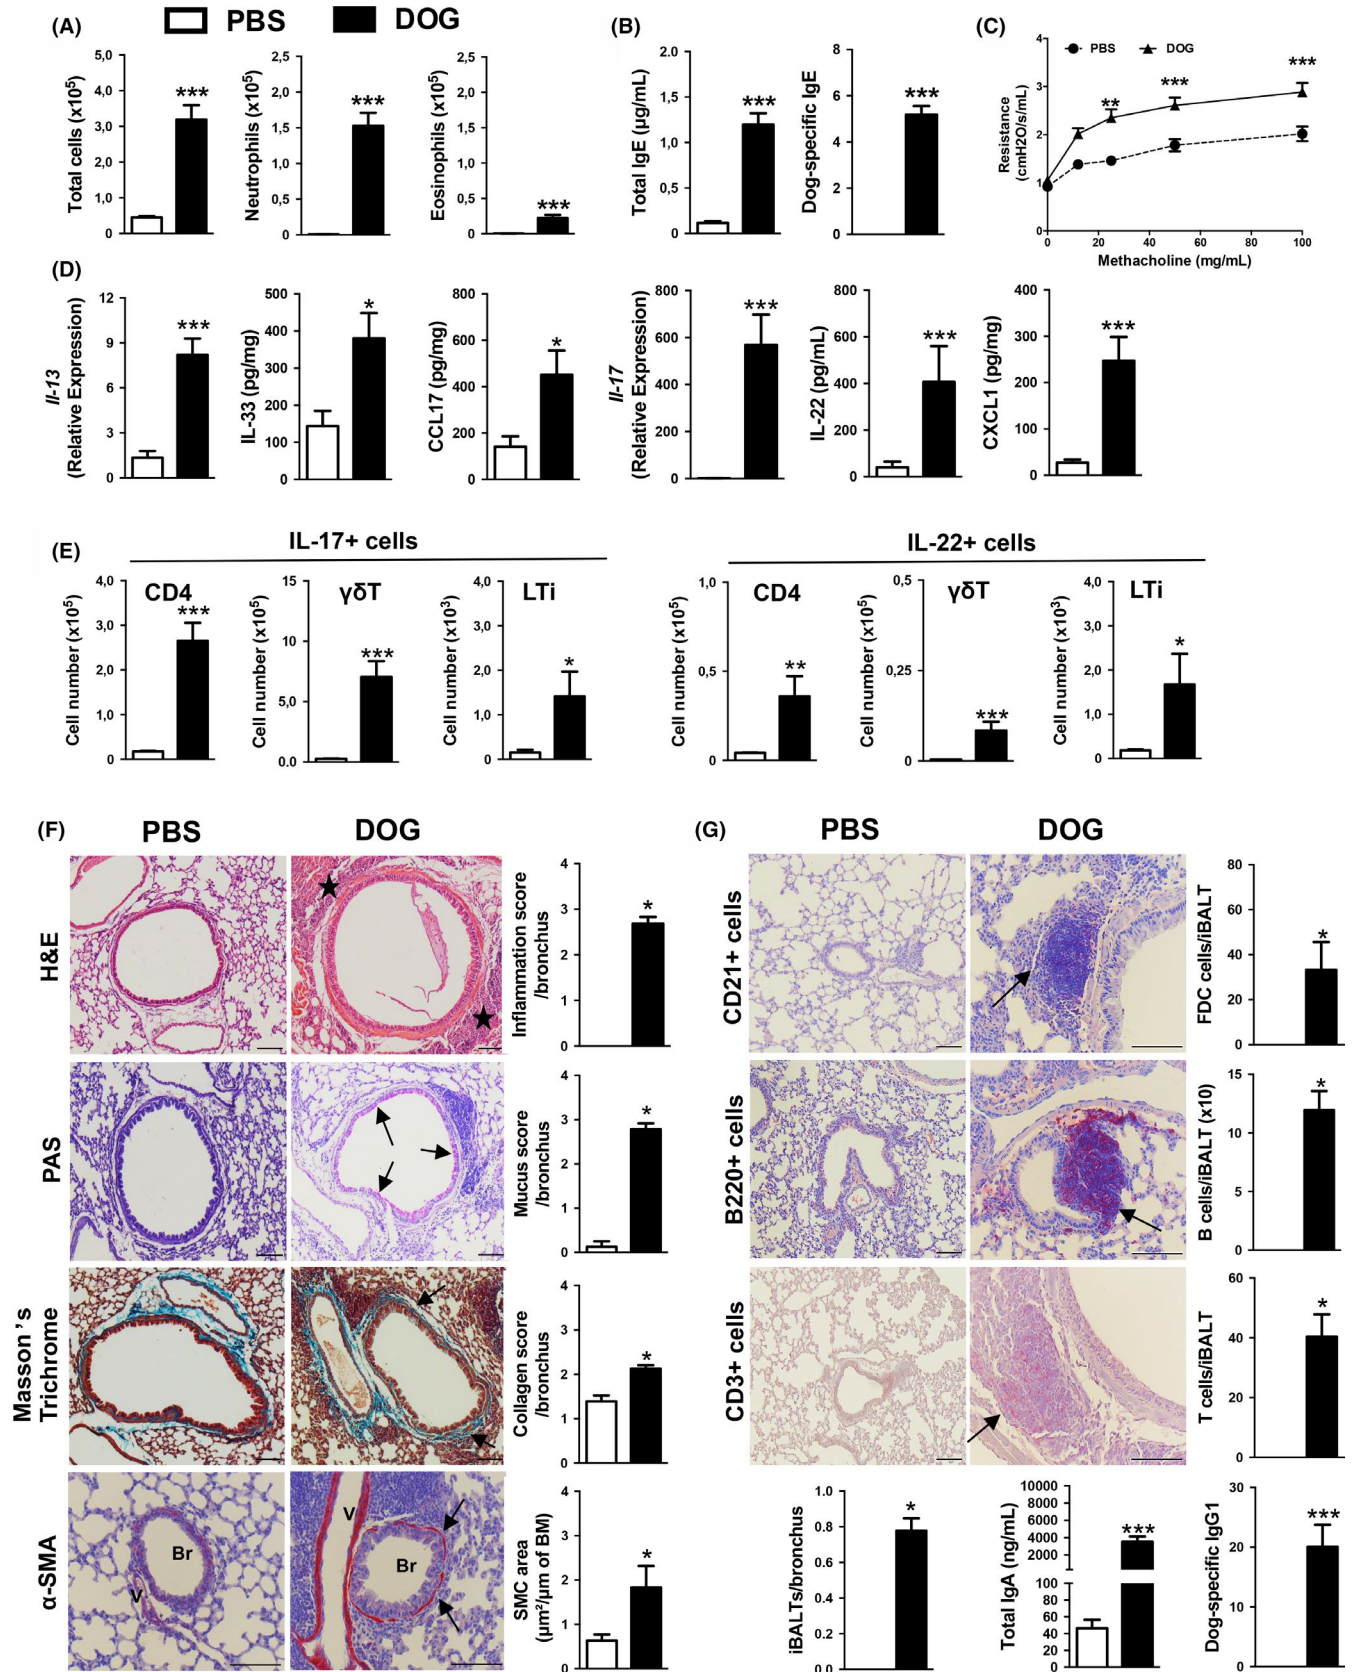 (A)
PBS
DOG
Total cells (x10⁵)
5,0
4,0
3,0
2,0
1,0
0
***
Neutrophils (x10⁵)
2,5
2,0
1,5
1,0
0,5
0
***
Eosinophils (x10⁵)
2,5
2,0
1,5
1,0
0,5
0
***
(B)
Total IgE (µg/mL)
2,0
1,5
1,0
0,5
0,0
***
Dog-specific IgE
8
6
4
2
0
***
(C)
Resistance
(cmH2O/s/mL)
4
3
2
1
0
PBS
DOG
**
***
***
0 20 40 60 80 100
Methacholine (mg/mL)
(D)
Il-13
(Relative Expression)
12
9
6
3
0
***
IL-33 (pg/mg)
500
400
300
200
100
0
*
CCL17 (pg/mg)
800
600
400
200
0
*
Il-17
(Relative Expression)
800
600
400
200
0
***
IL-22 (pg/mL)
800
600
400
200
0
***
CXCL1 (pg/mg)
400
300
200
100
0
***
(E)
IL-17+ cells
CD4
Cell number (x10⁵)
4,0
3,0
2,0
1,0
0
***
γδT
Cell number (x10⁵)
15
10
5,0
0.0
***
LTi
Cell number (x10³)
4,0
3,0
2,0
1,0
0
*
IL-22+ cells
CD4
Cell number (x10⁵)
1,0
0,5
0
**
γδT
Cell number (x10⁵)
0,5
0,25
0
***
LTi
Cell number (x10³)
4,0
3,0
2,0
1,0
0
*
(F)
PBS
DOG
H&E
Inflammation score
/bronchus
4
3
2
1
0
*
PAS
Mucus score
/bronchus
4
3
2
1
0
*
Masson's
Trichrome
Collagen score
/bronchus
4
3
2
1
0
*
α-SMA
Br
V
V
Br
SMC area
(µm²/µm of BM)
4
3
2
1
0
*
(G)
PBS
DOG
CD21+ cells
FDC cells/iBALT
80
60
40
20
0
*
B220+ cells
B cells/iBALT (x10)
15
10
5
0
*
CD3+ cells
T cells/iBALT
60
40
20
0
*
iBALTs/bronchus
1.0
0.8
0.6
0.4
0.2
0.0
*
Total IgA (ng/mL)
10000
8000
6000
4000
2000
100
80
60
40
20
0
***
Dog-specific IgG1
30
20
10
0
***